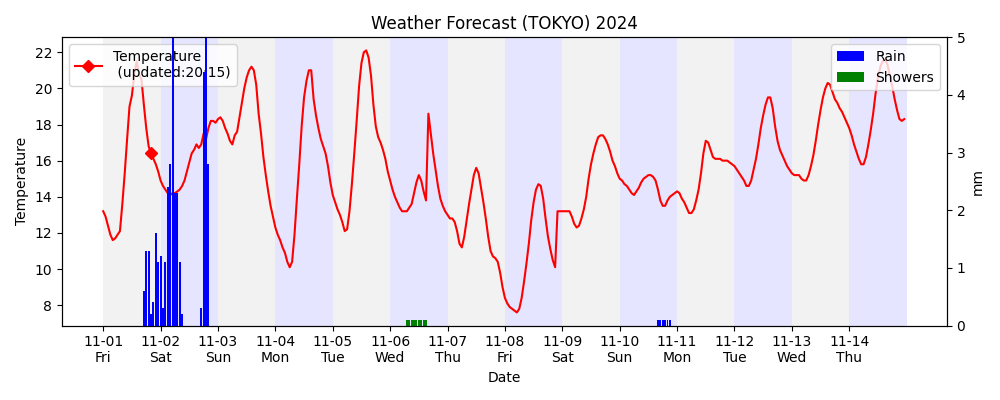 Weather Forecast (TOKYO) 2024
Temperature
(updated:20:15)
Rain
Showers
Temperature
22
20
18
16
14
12
10
8
5
4
3
2
1
0
mm
11-01 11-02 11-03 11-04 11-05 11-06 11-07 11-08 11-09 11-10 11-11 11-12 11-13 11-14
Fri Sat Sun Mon Tue Wed Thu Fri Sat Sun Mon Tue Wed Thu
Date